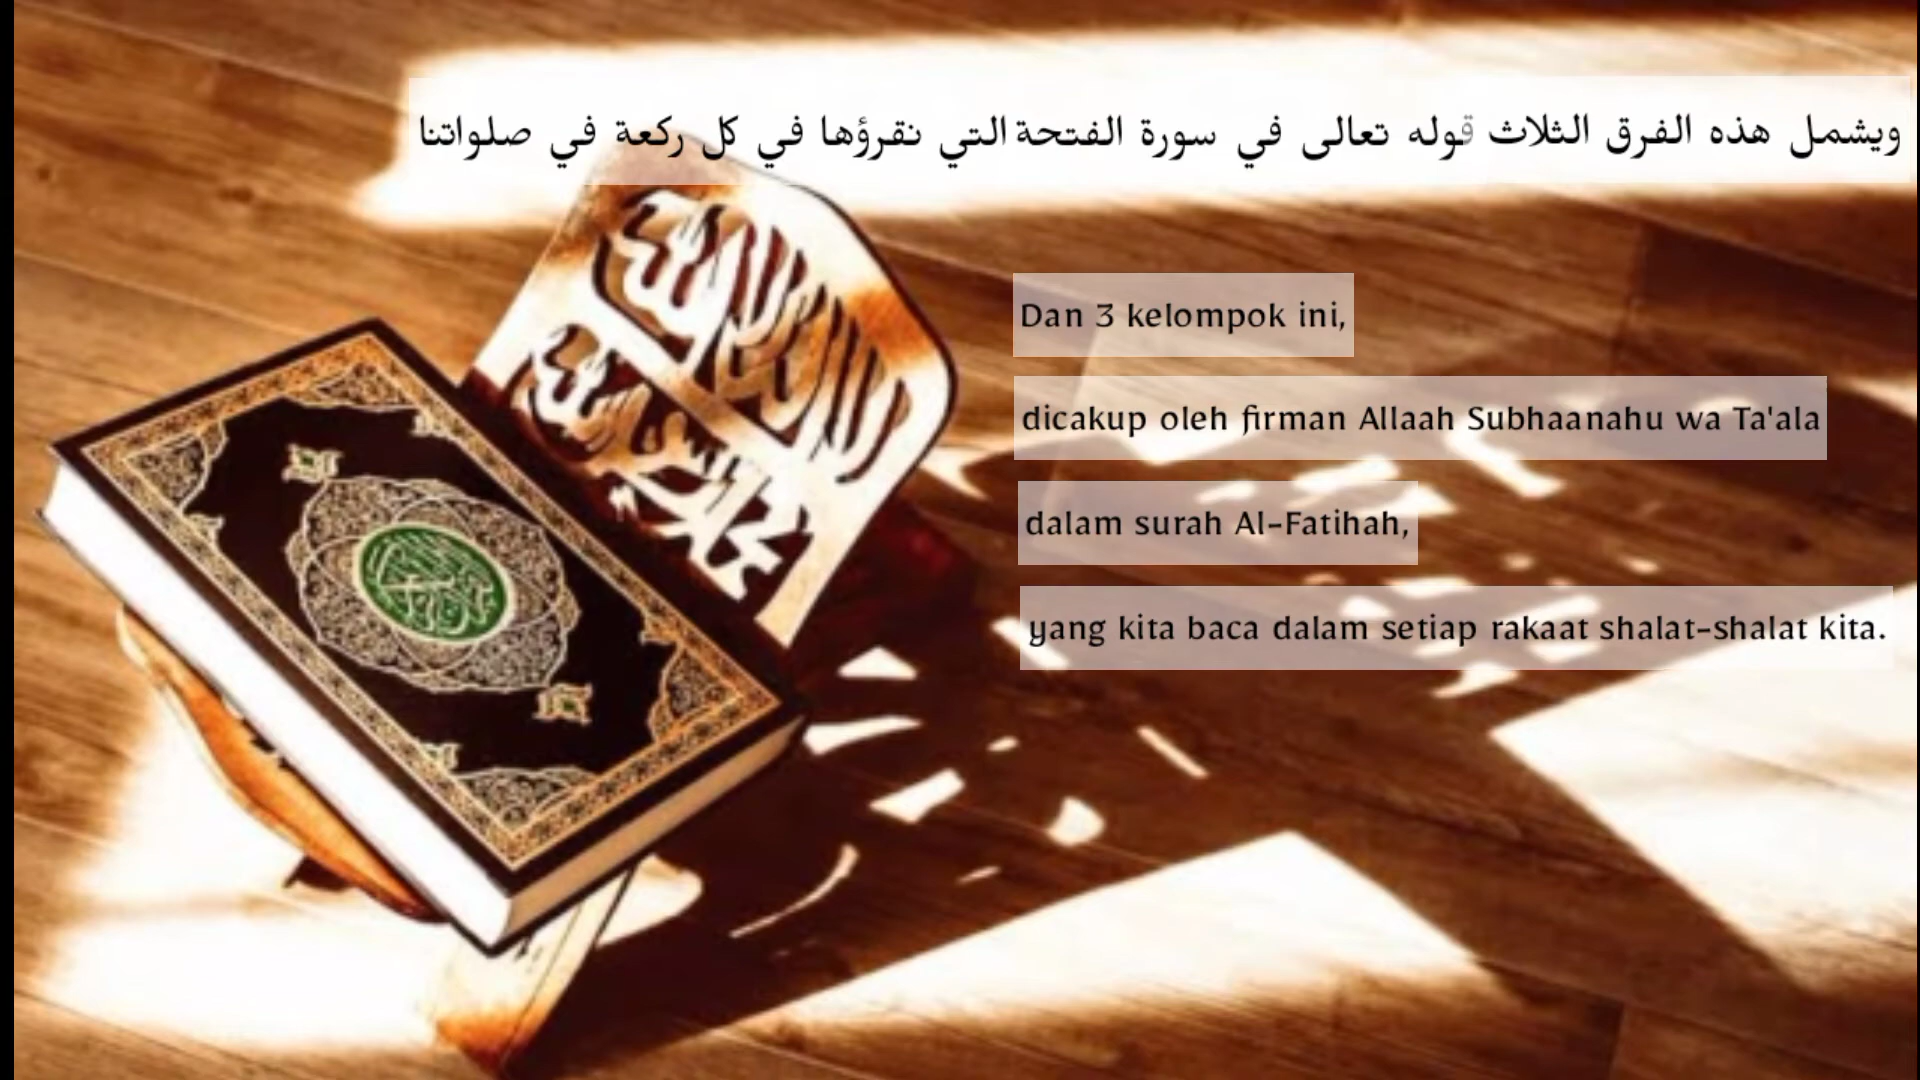 ويشمل هذه الفرق الثلاث قوله تعالى في سورة الفتحة التي نقرؤها في كل ركعة في صلواتنا
Dan 3 kelompok ini,
dicakup oleh firman Allaah Subhaanahu wa Ta'ala
dalam surah Al-Fatihah,
yang kita baca dalam setiap rakaat shalat-shalat kita.